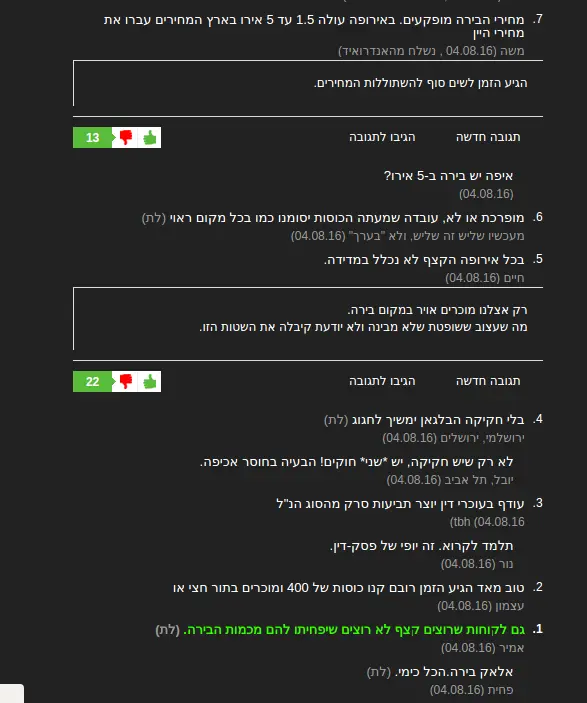 7. מחירי הבירה מופקעים. באירופה עולה 1.5 עד 5 אירו בארץ המחירים עברו את
מחירי היין
משה (04.08.16 , נשלח מהאנדרואיד)
הגיע הזמן לשים סוף להשתוללות המחירים.
תגובה חדשה הגיבו לתגובה 13
איפה יש בירה ב-5 אירו?
(04.08.16)
6. מופרכת או לא, עובדה שמעתה הכוסות יסומנו כמו בכל מקום ראוי (לת)
מעכשיו שליש זה שליש, ולא "בערך" (04.08.16)
5. בכל אירופה הקצף לא נכלל במדידה.
חיים (04.08.16)
רק אצלנו מוכרים אויר במקום בירה.
מה שעצוב ששופטת שלא מבינה ולא יודעת קיבלה את השטות הזו.
תגובה חדשה הגיבו לתגובה 22
4. בלי חקיקה הבלגאן ימשיך לחגוג (לת)
ירושלמי, ירושלים (04.08.16)
לא רק שיש חקיקה, יש *שני* חוקים! הבעיה בחוסר אכיפה.
יובל, תל אביב (04.08.16)
3. עודף בעוכרי דין יוצר תביעות סרק מהסוג הנ"ל
tbh (04.08.16)
תלמד לקרוא. זה יופי של פסק-דין.
נור (04.08.16)
2. טוב מאד הגיע הזמן רובם קנו כוסות של 400 ומוכרים בתור חצי או
עצמון (04.08.16)
1. גם לקוחות שרוצים קצף לא רוצים שיפחיתו להם מכמות הבירה. (לת)
אמיר (04.08.16)
אלאק בירה.הכל כימי. (לת)
פחית (04.08.16)